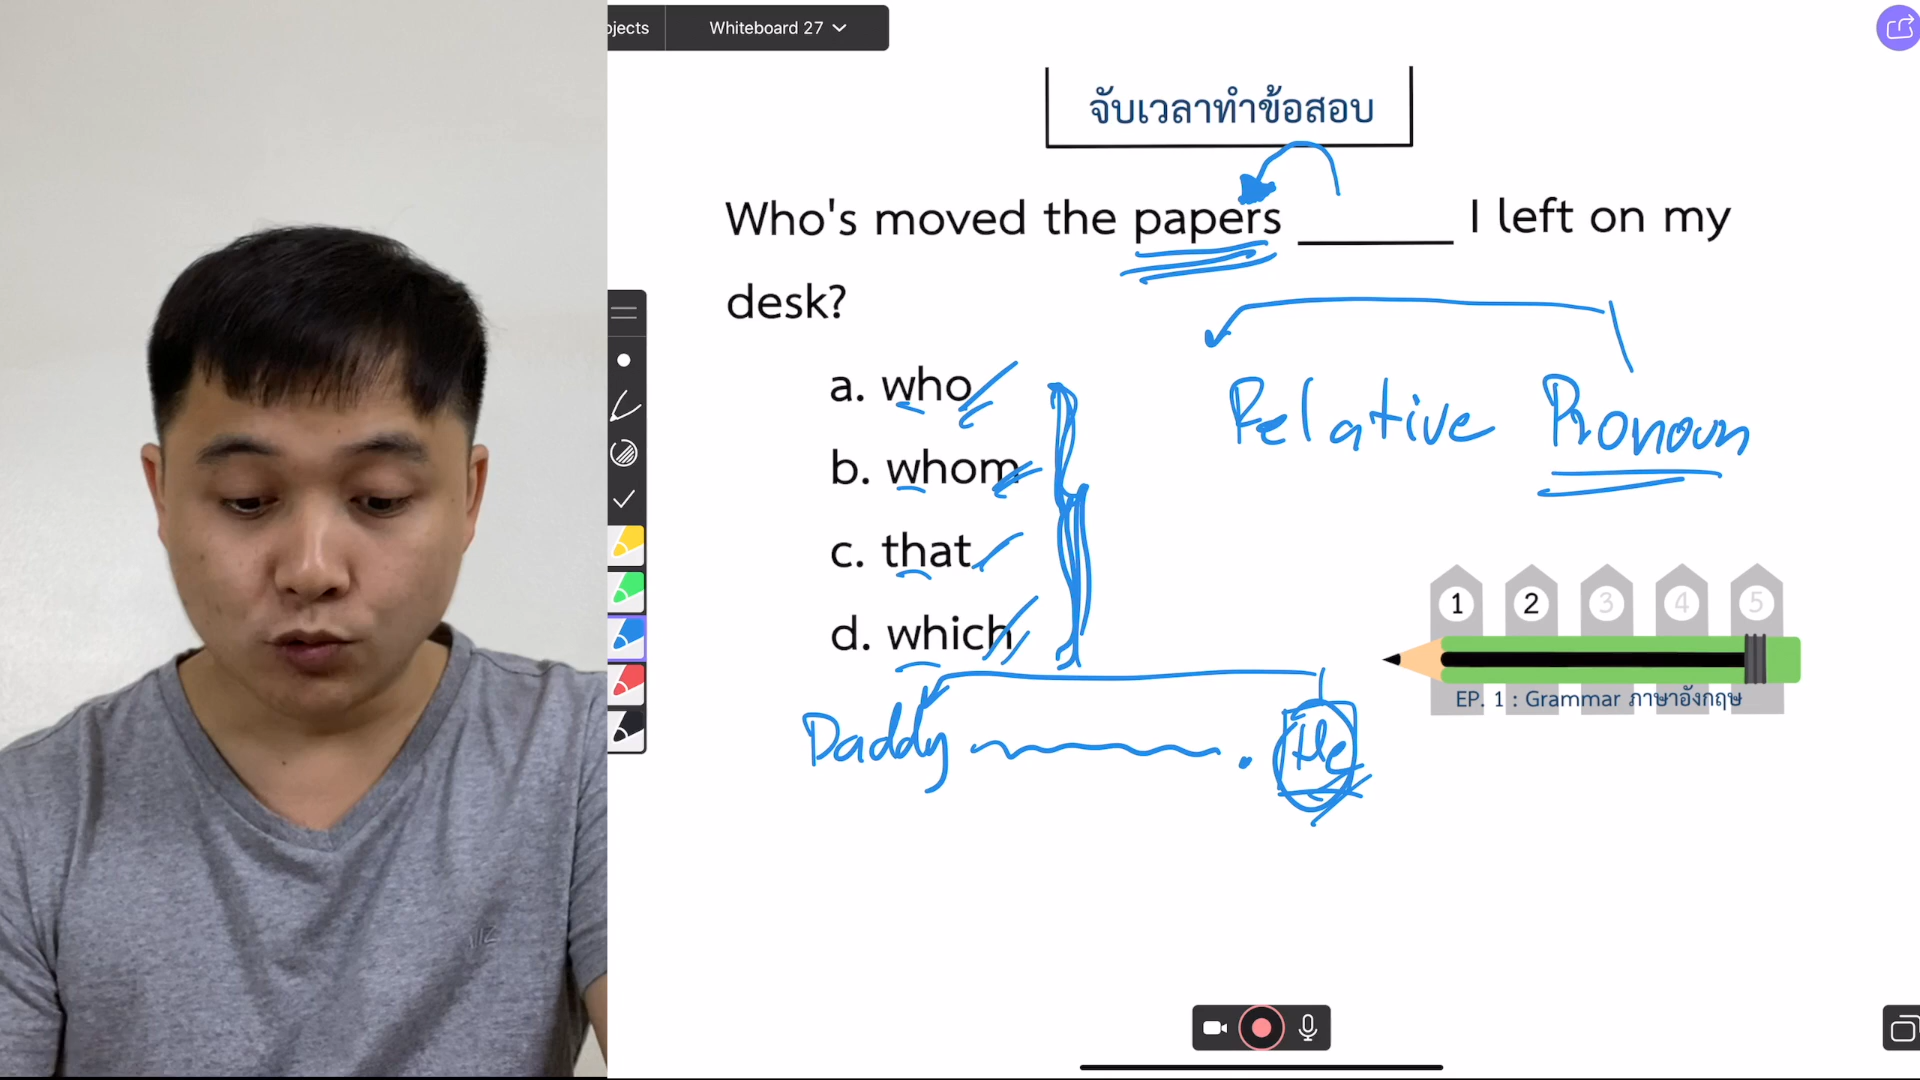 ojects
Whiteboard 27
จับเวลาทำข้อสอบ
Who's moved the papers ______ I left on my
desk?
a. who
b. whom
c. that
d. which
Relative Pronoun
1 2 3 4 5
EP. 1 : Grammar ภาษาอังกฤษ
Daddy . He